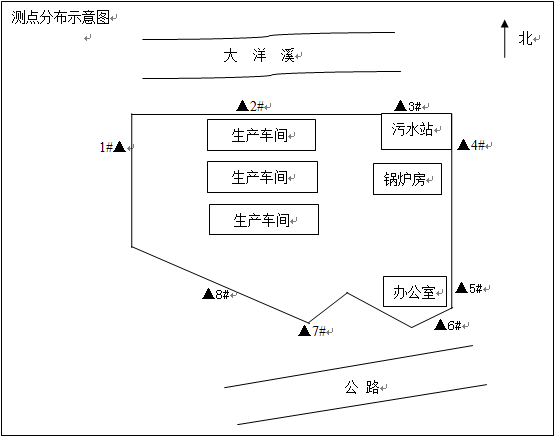 测点分布示意图
大 洋 溪
北
▲2#
▲3#
生产车间
污水站
1#▲
▲4#
生产车间
锅炉房
生产车间
办公室
▲5#
▲8#
▲7#
▲6#
公 路